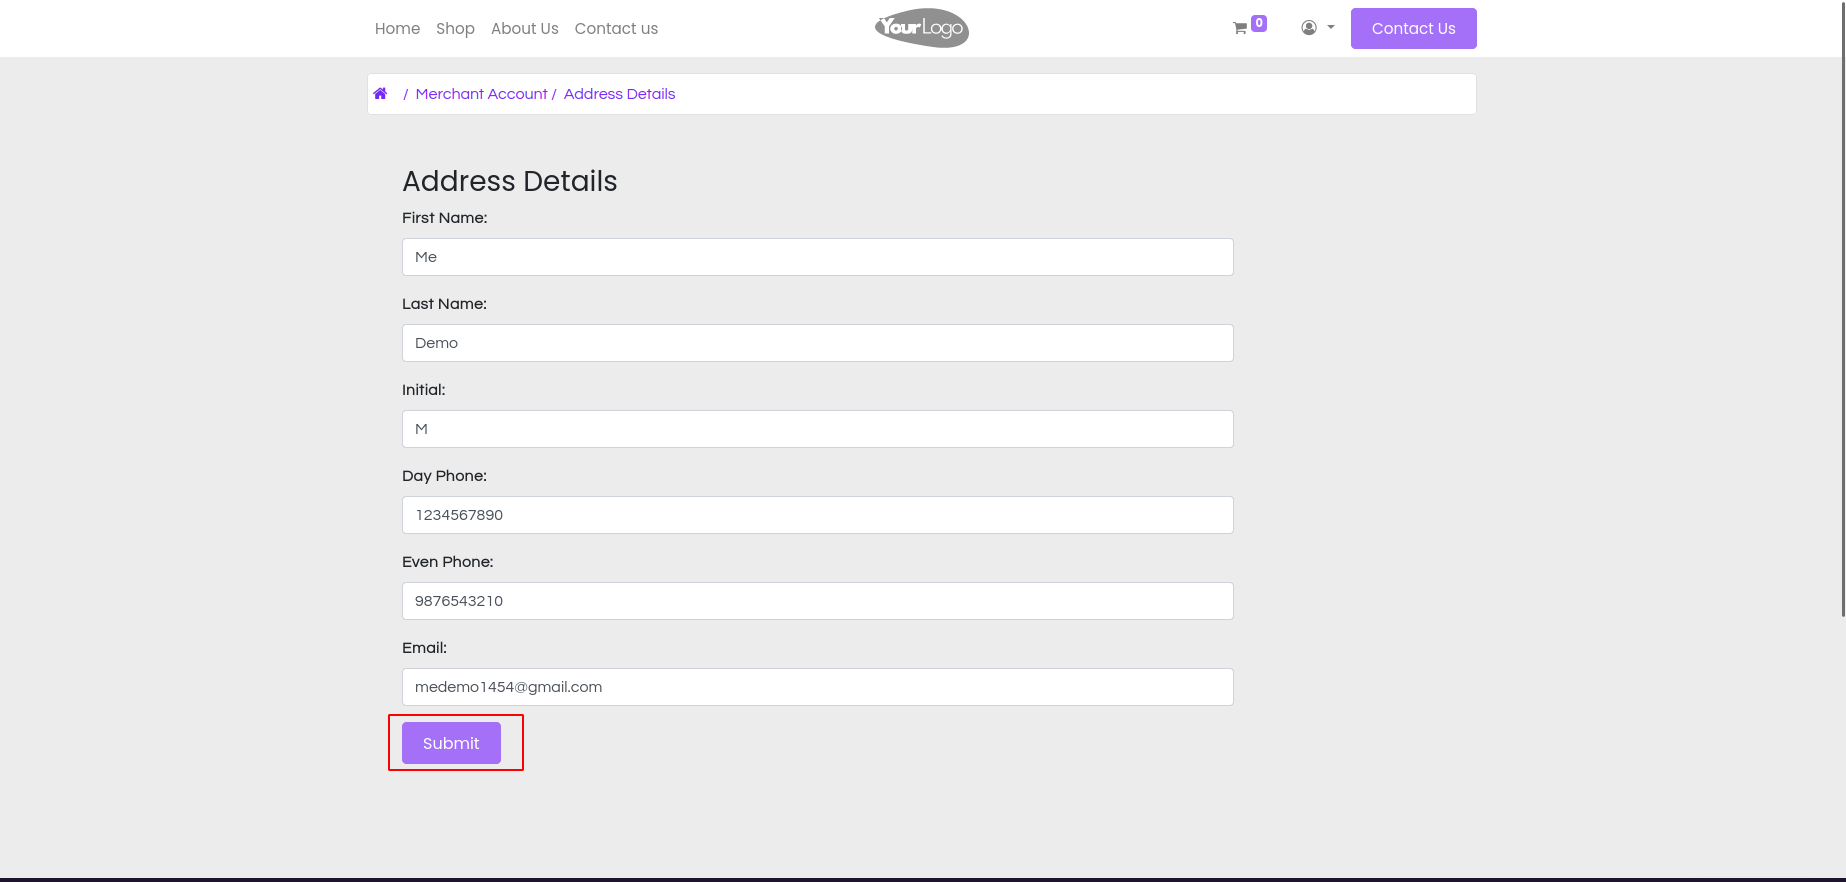 Home Shop About Us Contact us YourLogo 0 Contact Us
/ Merchant Account / Address Details
Address Details
First Name:
Me
Last Name:
Demo
Initial:
M
Day Phone:
1234567890
Even Phone:
9876543210
Email:
medemo1454@gmail.com
Submit